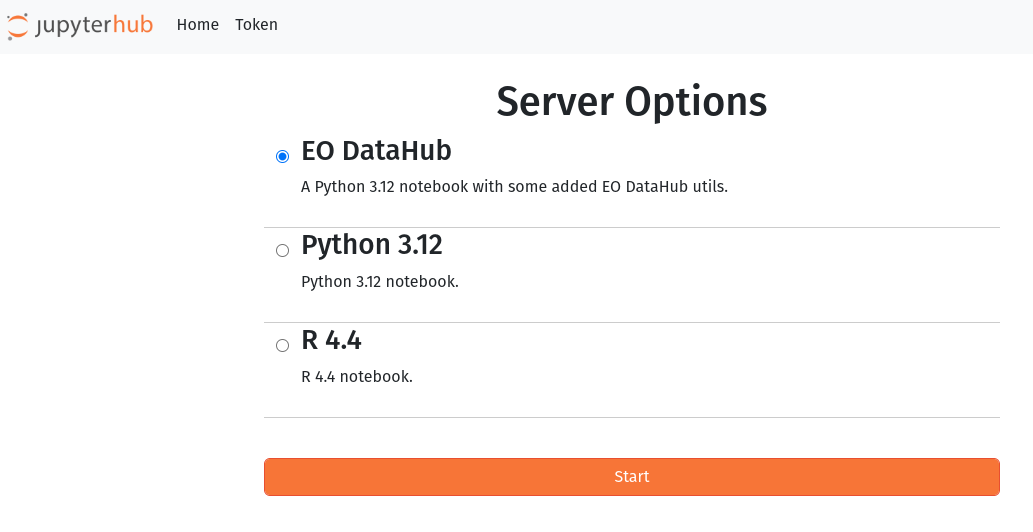 jupyterhub Home Token
Server Options
EO DataHub
A Python 3.12 notebook with some added EO DataHub utils.
Python 3.12
Python 3.12 notebook.
R 4.4
R 4.4 notebook.
Start